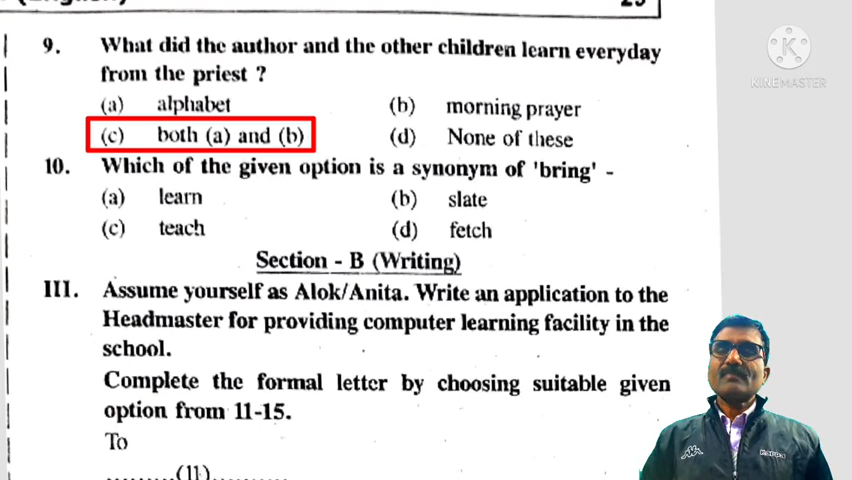 9. What did the author and the other children learn everyday
from the priest ?
(a) alphabet (b) morning prayer
(c) both (a) and (b) (d) None of these
10. Which of the given option is a synonym of 'bring' -
(a) learn (b) slate
(c) teach (d) fetch
Section - B (Writing)
III. Assume yourself as Alok/Anita. Write an application to the
Headmaster for providing computer learning facility in the
school.
Complete the formal letter by choosing suitable given
option from 11-15.
To
.........(11)..........
K
KINEMASTER
KAPPA